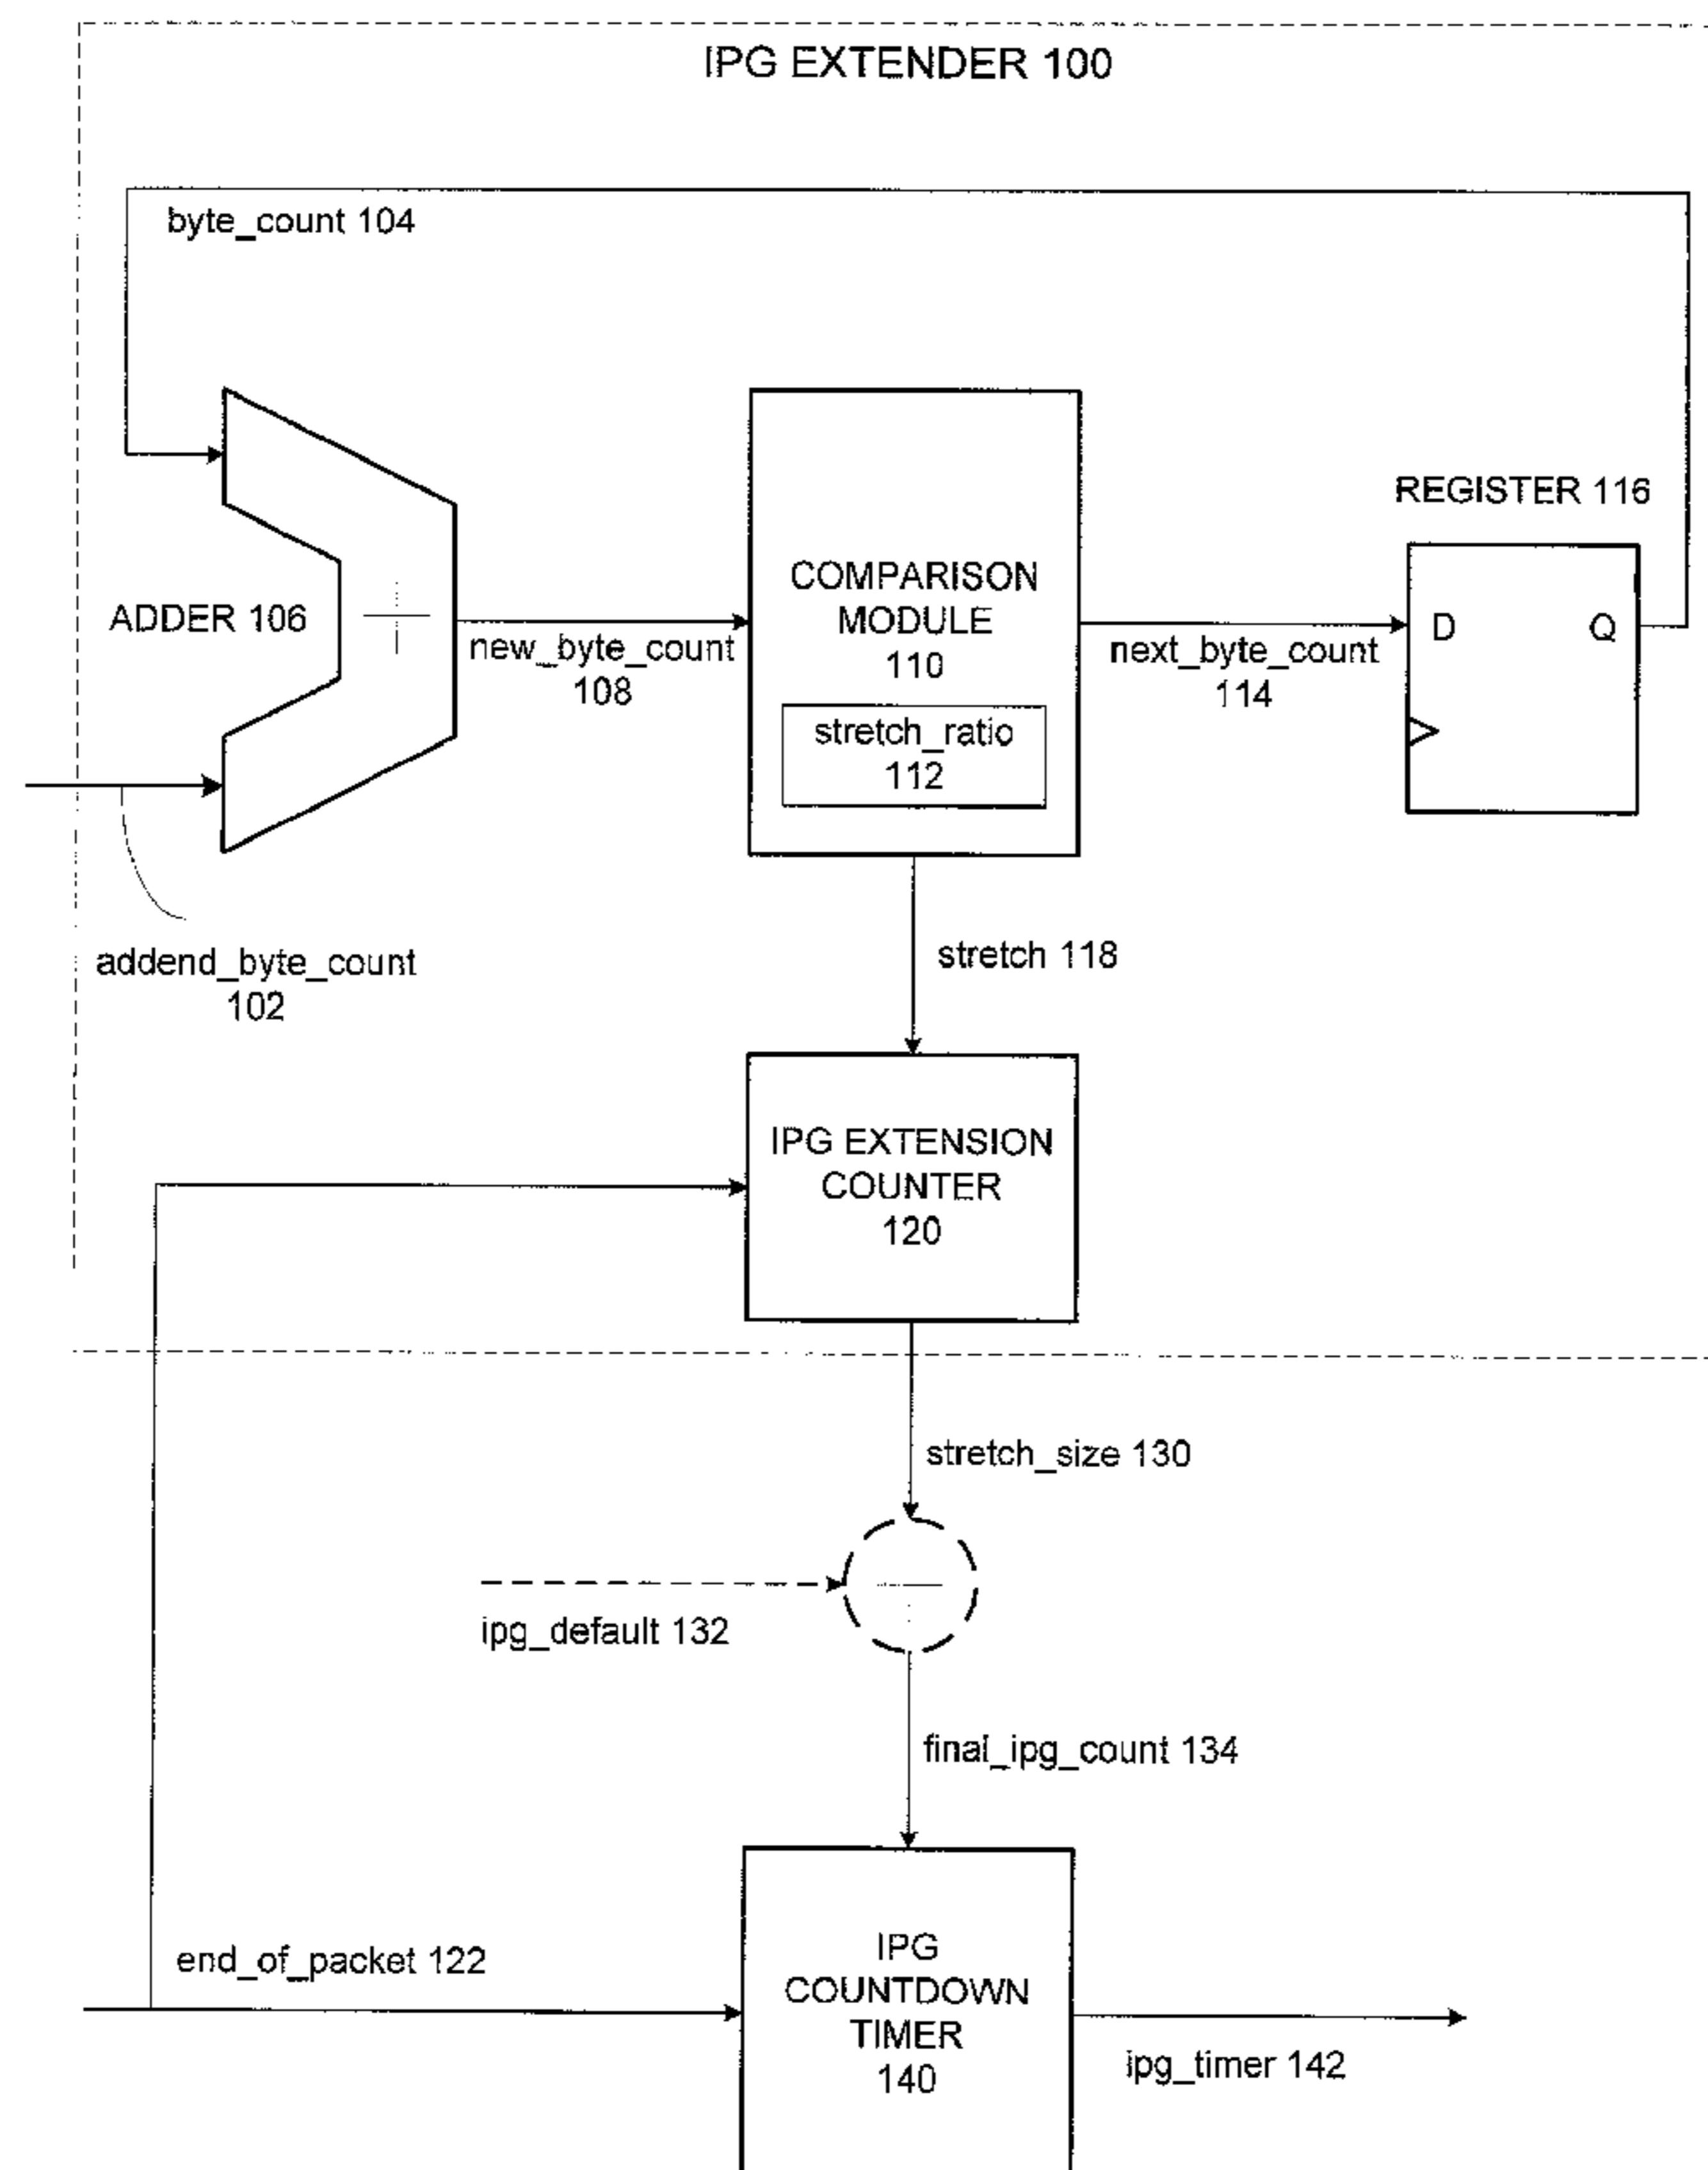 IPG EXTENDER 100
byte_count 104
REGISTER 116
ADDER 106
+
new_byte_count
108
COMPARISON
MODULE
110
stretch_ratio
112
next_byte_count
114
D
Q
addend_byte_count
102
stretch 118
IPG EXTENSION
COUNTER
120
stretch_size 130
ipg_default 132
final_ipg_count 134
end_of_packet 122
IPG
COUNTDOWN
TIMER
140
ipg_timer 142